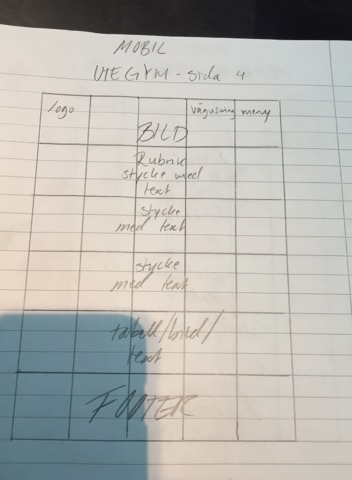 MOBIL
UTEGYM - sida 4
logo vägvisning meny
BILD
Rubrik
stycke med
text
stycke
med text
stycke
med text
tabell/bild/
text
FOOTER